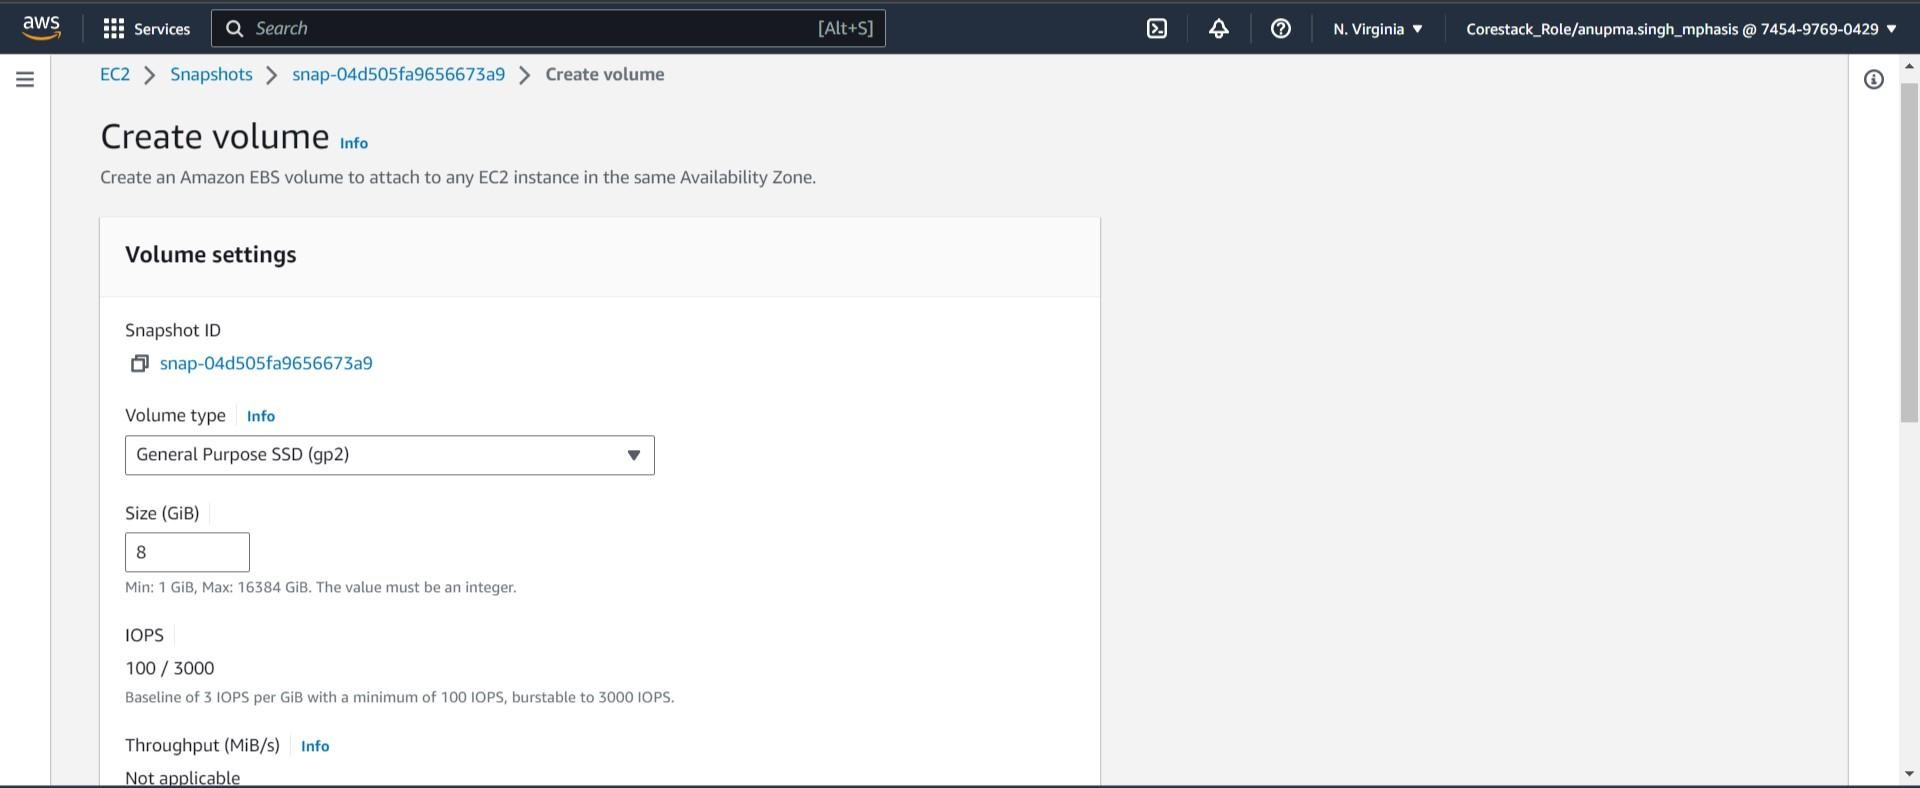 aws Services Search [Alt+S] N. Virginia Corestack_Role/anupma.singh_mphasis @ 7454-9769-0429
EC2 Snapshots snap-04d505fa9656673a9 Create volume
Create volume Info
Create an Amazon EBS volume to attach to any EC2 instance in the same Availability Zone.
Volume settings
Snapshot ID
snap-04d505fa9656673a9
Volume type Info
General Purpose SSD (gp2)
Size (GiB)
8
Min: 1 GiB, Max: 16384 GiB. The value must be an integer.
IOPS
100 / 3000
Baseline of 3 IOPS per GiB with a minimum of 100 IOPS, burstable to 3000 IOPS.
Throughput (MiB/s) Info
Not applicable